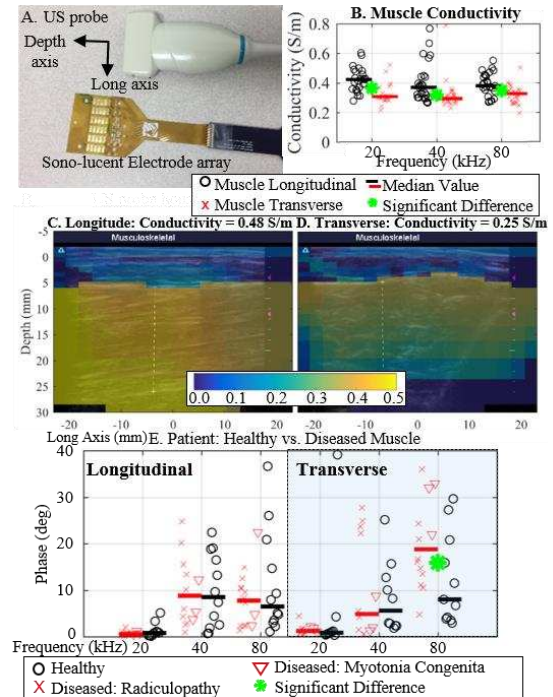 A. US probe
Depth axis
Long axis
Sono-lucent Electrode array
B. Muscle Conductivity
Conductivity (S/m)
0.8
0.6
0.4
0.2
0
20
40
80
Frequency (kHz)
Muscle Longitudinal
Median Value
Muscle Transverse
Significant Difference
C. Longitude: Conductivity = 0.48 S/m
D. Transverse: Conductivity = 0.25 S/m
Musculoskeletal
Musculoskeletal
Depth (mm)
-5
0
5
10
15
20
25
30
0.0 0.1 0.2 0.3 0.4 0.5
-20 -10 0 10 20
-20 -10 0 10 20
Long Axis (mm)
E. Patient: Healthy vs. Diseased Muscle
Longitudinal
Transverse
Phase (deg)
40
30
20
10
0
20 40 80
20 40 80
Frequency (kHz)
Healthy
Diseased: Myotonia Congenita
Diseased: Radiculopathy
Significant Difference